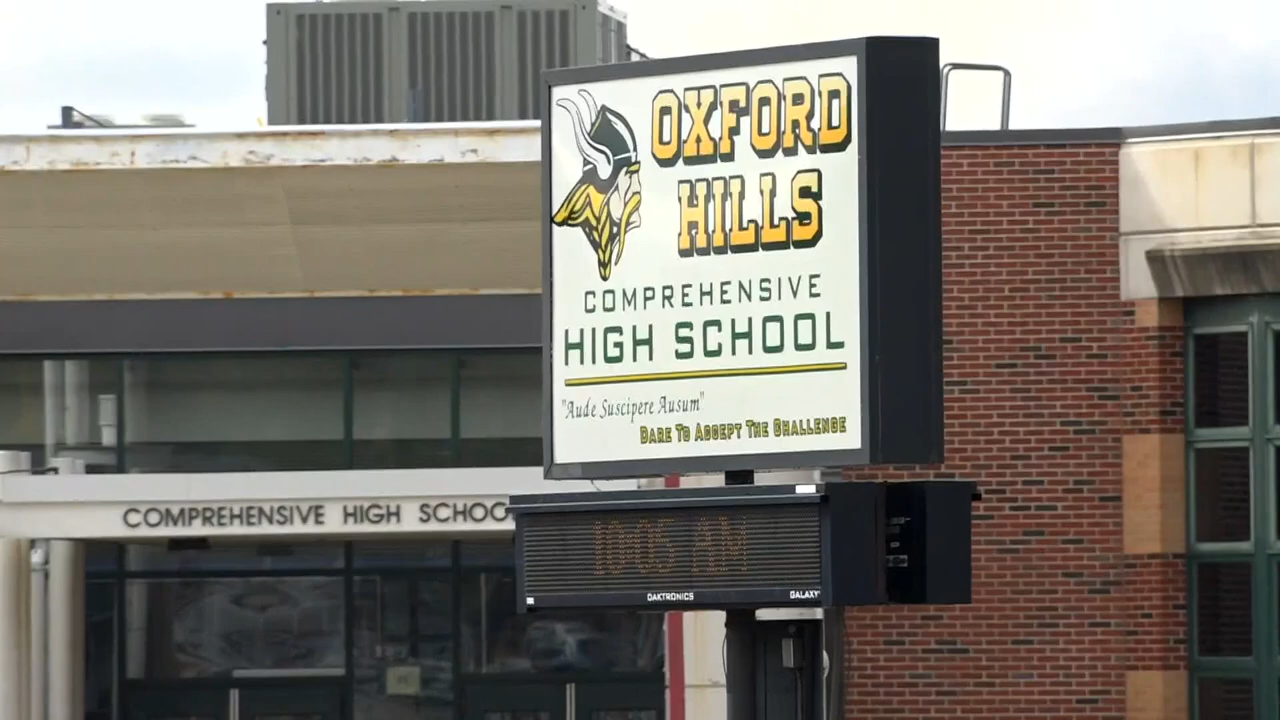 OXFORD
HILLS
COMPREHENSIVE
HIGH SCHOOL
"Aude Suscipere Ausum"
DARE TO ACCEPT THE CHALLENGE
COMPREHENSIVE HIGH SCHOO
10:05 AM
DAKTRONICS GALAXY